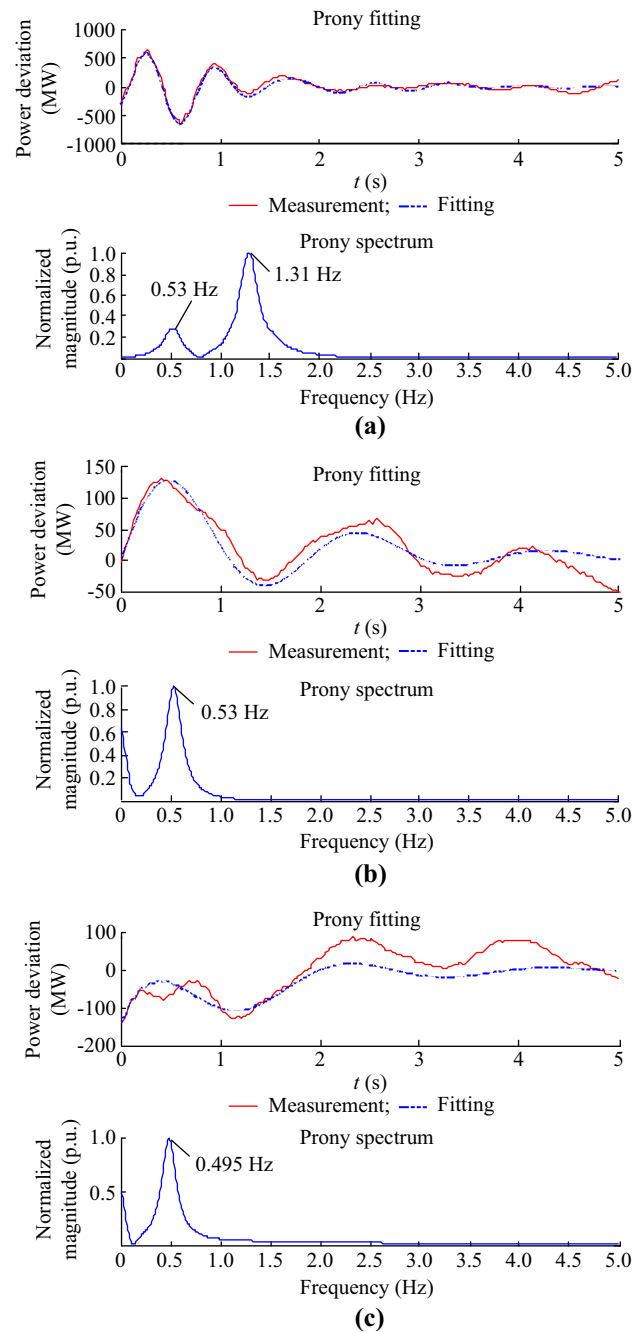 Prony fitting
Power deviation
(MW)
1000
500
0
-500
-1000
0 1 2 3 4 5
t (s)
Measurement; Fitting
Prony spectrum
Normalized
magnitude (p.u.)
1.0
0.8
0.6
0.4
0.2
0.53 Hz
1.31 Hz
0 0.5 1.0 1.5 2.0 2.5 3.0 3.5 4.0 4.5 5.0
Frequency (Hz)
(a)
Prony fitting
Power deviation
(MW)
150
100
50
0
-50
0 1 2 3 4 5
t (s)
Measurement; Fitting
Prony spectrum
Normalized
magnitude (p.u.)
1.0
0.8
0.6
0.4
0.2
0.53 Hz
0 0.5 1.0 1.5 2.0 2.5 3.0 3.5 4.0 4.5 5.0
Frequency (Hz)
(b)
Prony fitting
Power deviation
(MW)
100
0
-100
-200
0 1 2 3 4 5
t (s)
Measurement; Fitting
Prony spectrum
Normalized
magnitude (p.u.)
1.0
0.5
0.495 Hz
0 0.5 1.0 1.5 2.0 2.5 3.0 3.5 4.0 4.5 5.0
Frequency (Hz)
(c)